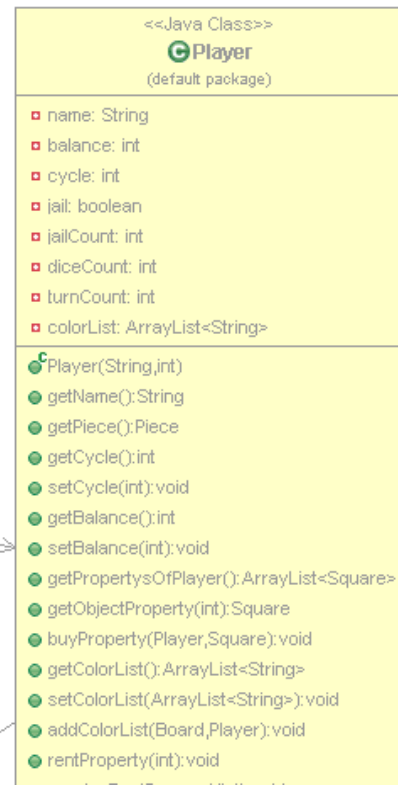 <<Java Class>>
Player
(default package)
name: String
balance: int
cycle: int
jail: boolean
jailCount: int
diceCount: int
turnCount: int
colorList: ArrayList<String>
Player(String,int)
getName():String
getPiece():Piece
getCycle():int
setCycle(int):void
getBalance():int
setBalance(int):void
getPropertysOfPlayer():ArrayList<Square>
getObjectProperty(int):Square
buyProperty(Player,Square):void
getColorList():ArrayList<String>
setColorList(ArrayList<String>):void
addColorList(Board,Player):void
rentProperty(int):void